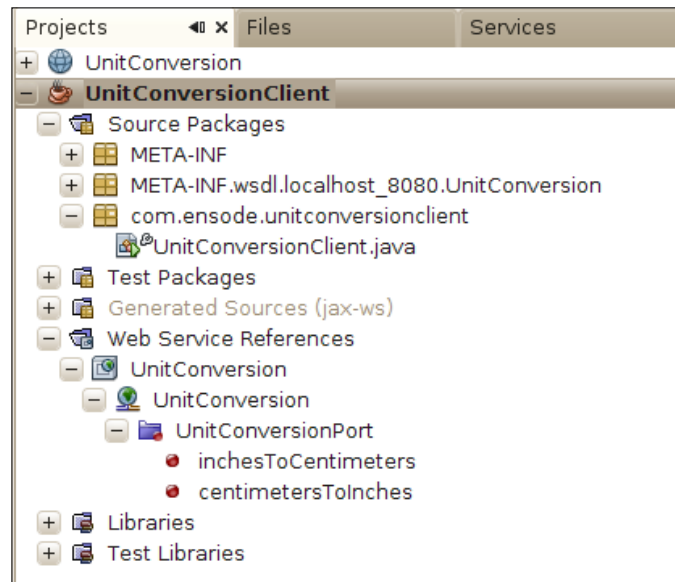 Projects Files Services
UnitConversion
UnitConversionClient
Source Packages
META-INF
META-INF.wsdl.localhost_8080.UnitConversion
com.ensode.unitconversionclient
UnitConversionClient.java
Test Packages
Generated Sources (jax-ws)
Web Service References
UnitConversion
UnitConversion
UnitConversionPort
inchesToCentimeters
centimetersToInches
Libraries
Test Libraries